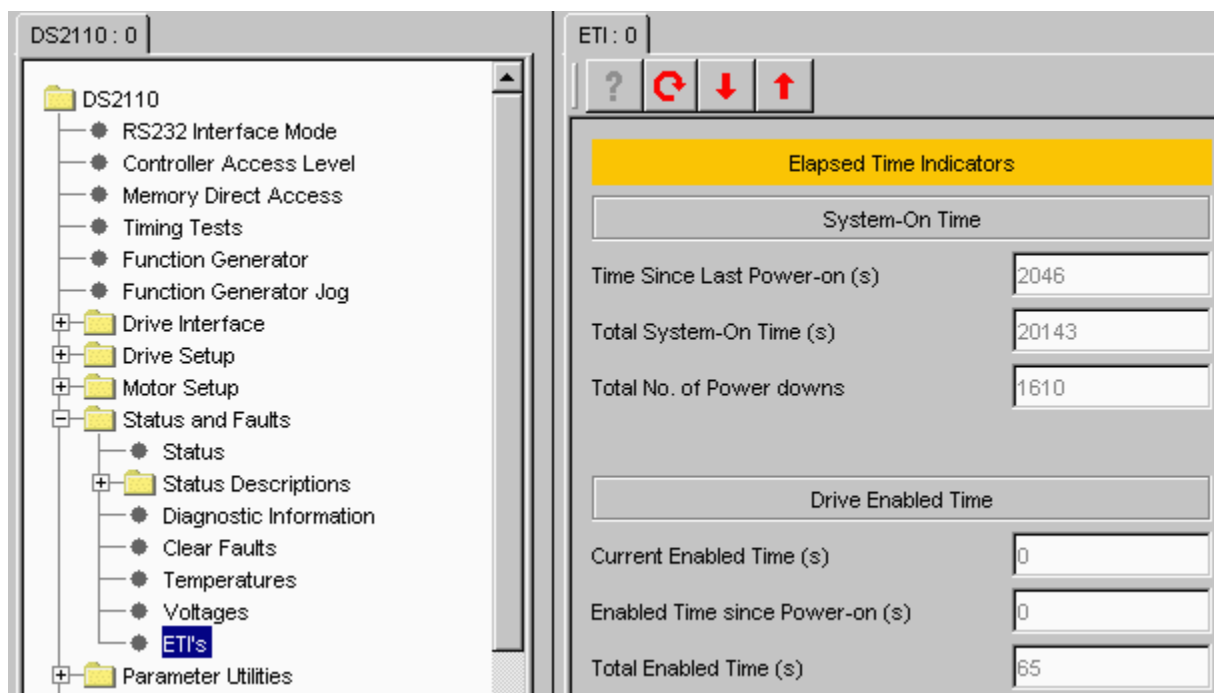 DS2110 : 0
DS2110
RS232 Interface Mode
Controller Access Level
Memory Direct Access
Timing Tests
Function Generator
Function Generator Jog
Drive Interface
Drive Setup
Motor Setup
Status and Faults
Status
Status Descriptions
Diagnostic Information
Clear Faults
Temperatures
Voltages
ETI's
Parameter Utilities
ETI : 0
?
Elapsed Time Indicators
System-On Time
Time Since Last Power-on (s) 2046
Total System-On Time (s) 20143
Total No. of Power downs 1610
Drive Enabled Time
Current Enabled Time (s) 0
Enabled Time since Power-on (s) 0
Total Enabled Time (s) 65